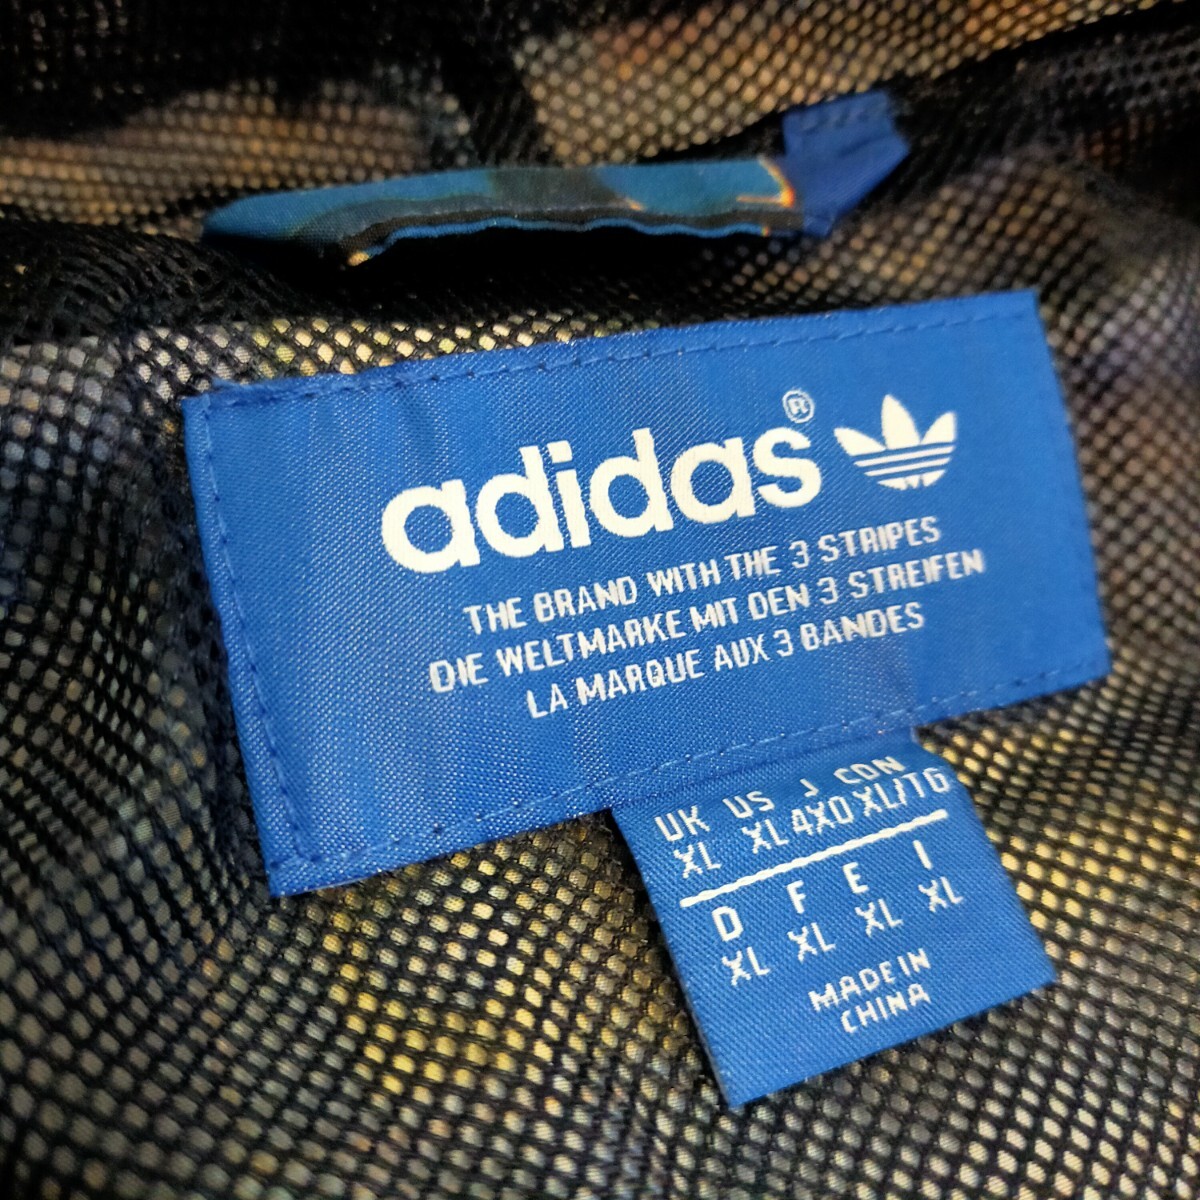 adidas®
THE BRAND WITH THE 3 STRIPES
DIE WELTMARKE MIT DEN 3 STREIFEN
LA MARQUE AUX 3 BANDES
UK US J CDN
XL XL 4XO XL/TG
D F E I
XL XL XL XL
MADE IN
CHINA